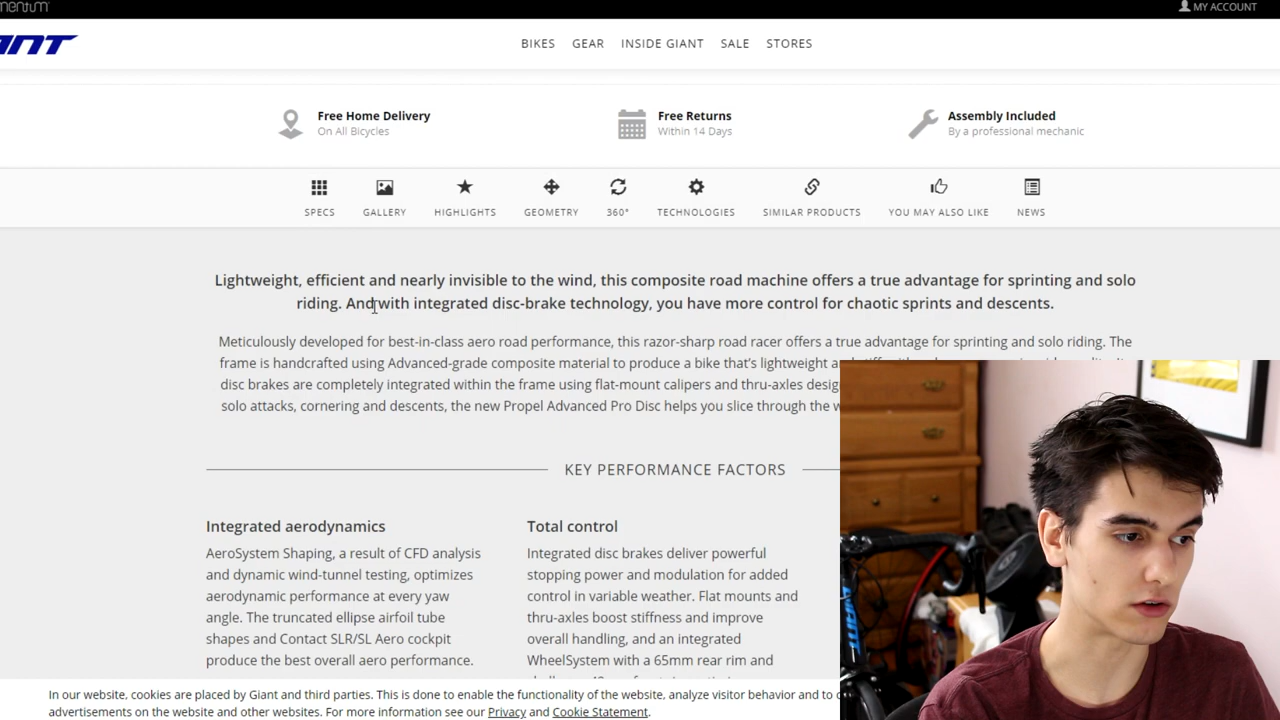 MY ACCOUNT
BIKES GEAR INSIDE GIANT SALE STORES
Free Home Delivery
On All Bicycles
Free Returns
Within 14 Days
Assembly Included
By a professional mechanic
SPECS GALLERY HIGHLIGHTS GEOMETRY 360° TECHNOLOGIES SIMILAR PRODUCTS YOU MAY ALSO LIKE NEWS
Lightweight, efficient and nearly invisible to the wind, this composite road machine offers a true advantage for sprinting and solo
riding. And with integrated disc-brake technology, you have more control for chaotic sprints and descents.
Meticulously developed for best-in-class aero road performance, this razor-sharp road racer offers a true advantage for sprinting and solo riding. The
frame is handcrafted using Advanced-grade composite material to produce a bike that's lightweight
disc brakes are completely integrated within the frame using flat-mount calipers and thru-axles
solo attacks, cornering and descents, the new Propel Advanced Pro Disc helps you slice through the
KEY PERFORMANCE FACTORS
Integrated aerodynamics
AeroSystem Shaping, a result of CFD analysis
and dynamic wind-tunnel testing, optimizes
aerodynamic performance at every yaw
angle. The truncated ellipse airfoil tube
shapes and Contact SLR/SL Aero cockpit
produce the best overall aero performance.
Total control
Integrated disc brakes deliver powerful
stopping power and modulation for added
control in variable weather. Flat mounts and
thru-axles boost stiffness and improve
overall handling, and an integrated
WheelSystem with a 65mm rear rim and
In our website, cookies are placed by Giant and third parties. This is done to enable the functionality of the website, analyze visitor behavior and to
advertisements on the website and other websites. For more information see our Privacy and Cookie Statement.
GIANT